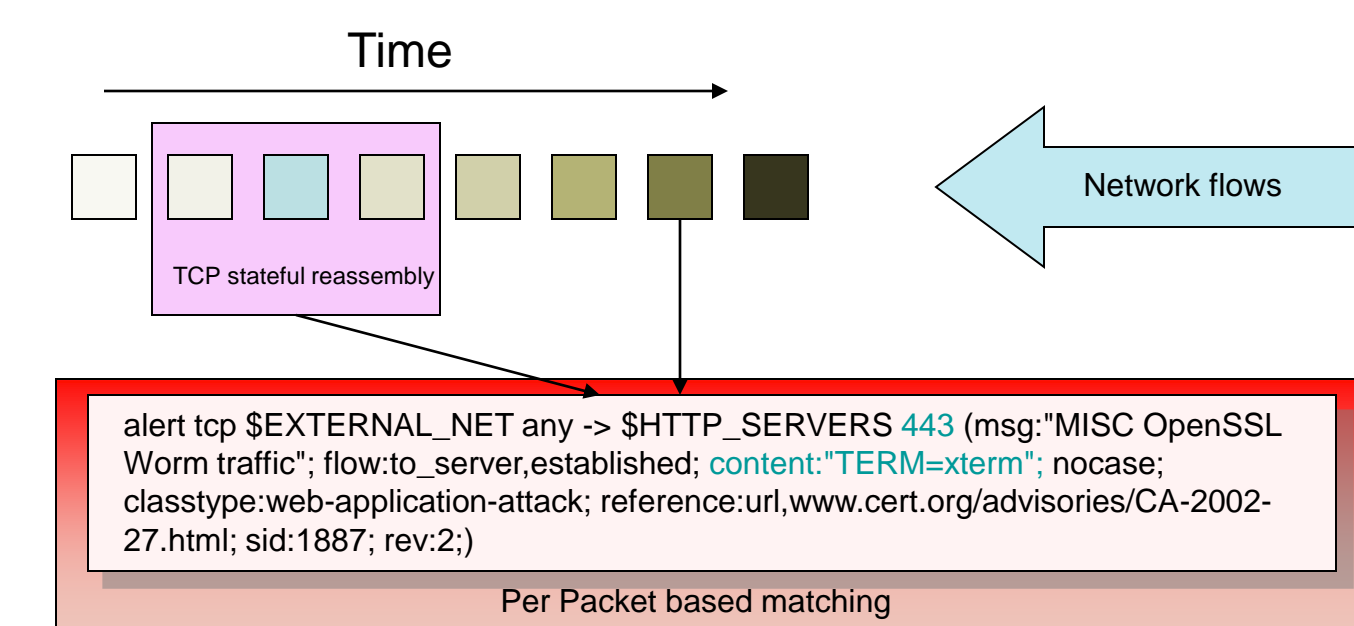 Time
Network flows
TCP stateful reassembly
alert tcp $EXTERNAL_NET any -> $HTTP_SERVERS 443 (msg:"MISC OpenSSL
Worm traffic"; flow:to_server,established; content:"TERM=xterm"; nocase;
classtype:web-application-attack; reference:url,www.cert.org/advisories/CA-2002-
27.html; sid:1887; rev:2;)
Per Packet based matching